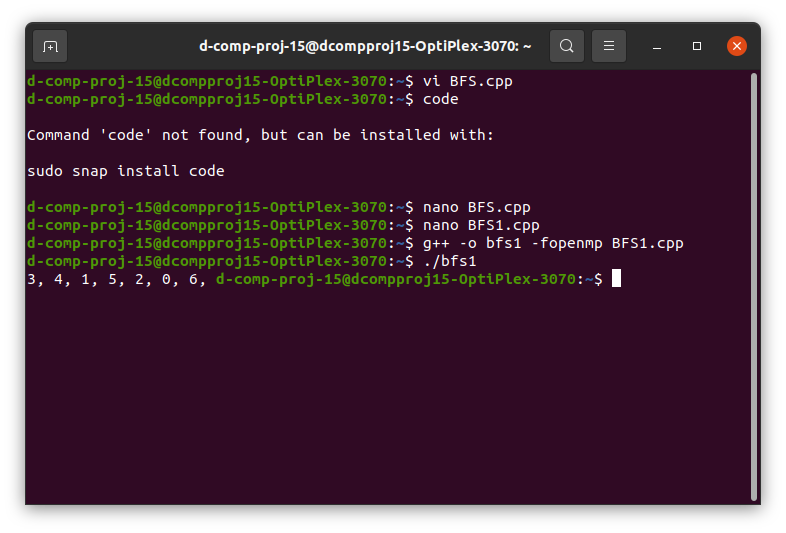 d-comp-proj-15@dcompproj15-OptiPlex-3070: ~
d-comp-proj-15@dcompproj15-OptiPlex-3070:~$ vi BFS.cpp
d-comp-proj-15@dcompproj15-OptiPlex-3070:~$ code
Command 'code' not found, but can be installed with:
sudo snap install code
d-comp-proj-15@dcompproj15-OptiPlex-3070:~$ nano BFS.cpp
d-comp-proj-15@dcompproj15-OptiPlex-3070:~$ nano BFS1.cpp
d-comp-proj-15@dcompproj15-OptiPlex-3070:~$ g++ -o bfs1 -fopenmp BFS1.cpp
d-comp-proj-15@dcompproj15-OptiPlex-3070:~$ ./bfs1
3, 4, 1, 5, 2, 0, 6, d-comp-proj-15@dcompproj15-OptiPlex-3070:~$